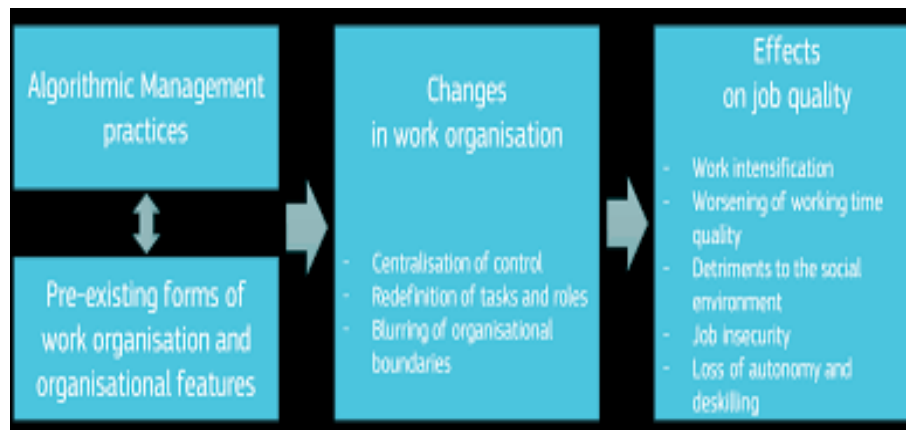 Algorithmic Management
practices
Pre-existing forms of
work organisation and
organisational features
Changes
in work organisation
- Centralisation of control
- Redefinition of tasks and roles
- Blurring of organisational
boundaries
Effects
on job quality
- Work intensification
- Worsening of working time
quality
- Detriments to the social
environment
- Job insecurity
- Loss of autonomy and
deskilling